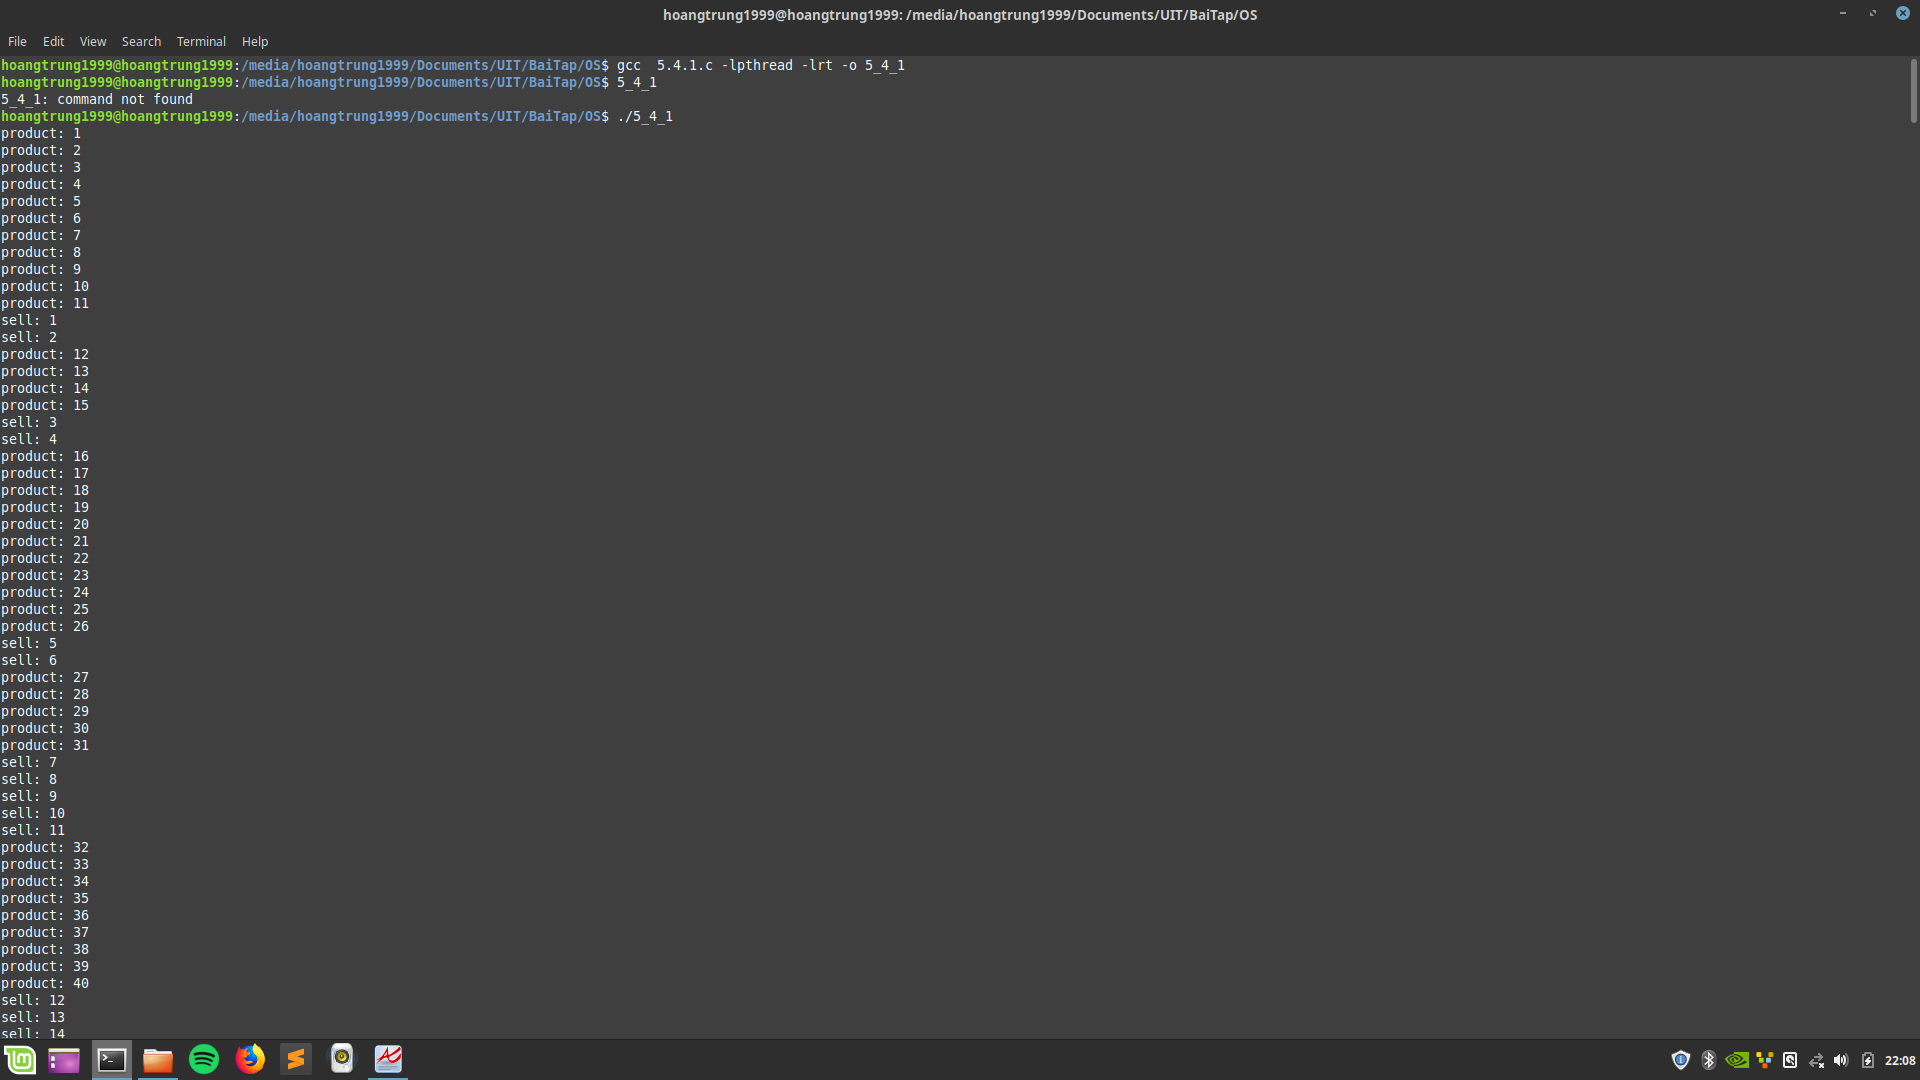 hoangtrung1999@hoangtrung1999: /media/hoangtrung1999/Documents/UIT/BaiTap/OS
File Edit View Search Terminal Help
hoangtrung1999@hoangtrung1999:/media/hoangtrung1999/Documents/UIT/BaiTap/OS$ gcc  5.4.1.c -lpthread -lrt -o 5_4_1
hoangtrung1999@hoangtrung1999:/media/hoangtrung1999/Documents/UIT/BaiTap/OS$ 5_4_1
5_4_1: command not found
hoangtrung1999@hoangtrung1999:/media/hoangtrung1999/Documents/UIT/BaiTap/OS$ ./5_4_1
product: 1
product: 2
product: 3
product: 4
product: 5
product: 6
product: 7
product: 8
product: 9
product: 10
product: 11
sell: 1
sell: 2
product: 12
product: 13
product: 14
product: 15
sell: 3
sell: 4
product: 16
product: 17
product: 18
product: 19
product: 20
product: 21
product: 22
product: 23
product: 24
product: 25
product: 26
sell: 5
sell: 6
product: 27
product: 28
product: 29
product: 30
product: 31
sell: 7
sell: 8
sell: 9
sell: 10
sell: 11
product: 32
product: 33
product: 34
product: 35
product: 36
product: 37
product: 38
product: 39
product: 40
sell: 12
sell: 13
sell: 14
22:08